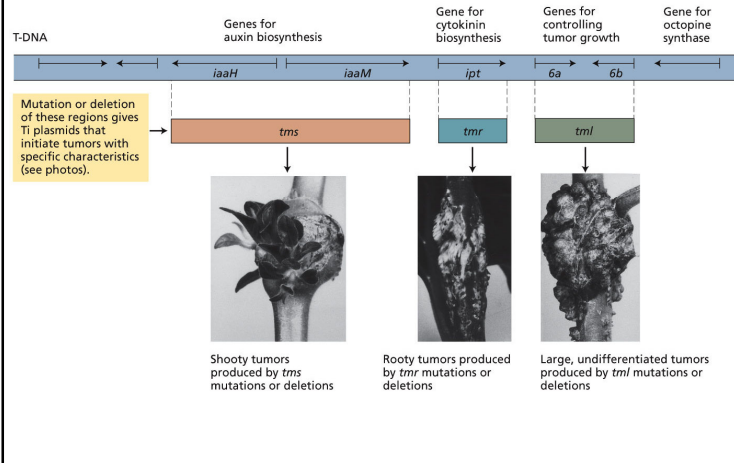 T-DNA
Genes for
auxin biosynthesis
Gene for
cytokinin
biosynthesis
Genes for
controlling
tumor growth
Gene for
octopine
synthase
iaaH
iaaM
ipt
6a
6b
Mutation or deletion
of these regions gives
Ti plasmids that
initiate tumors with
specific characteristics
(see photos).
tms
tmr
tml
Shooty tumors
produced by tms
mutations or deletions
Rooty tumors produced
by tmr mutations or
deletions
Large, undifferentiated tumors
produced by tml mutations or
deletions